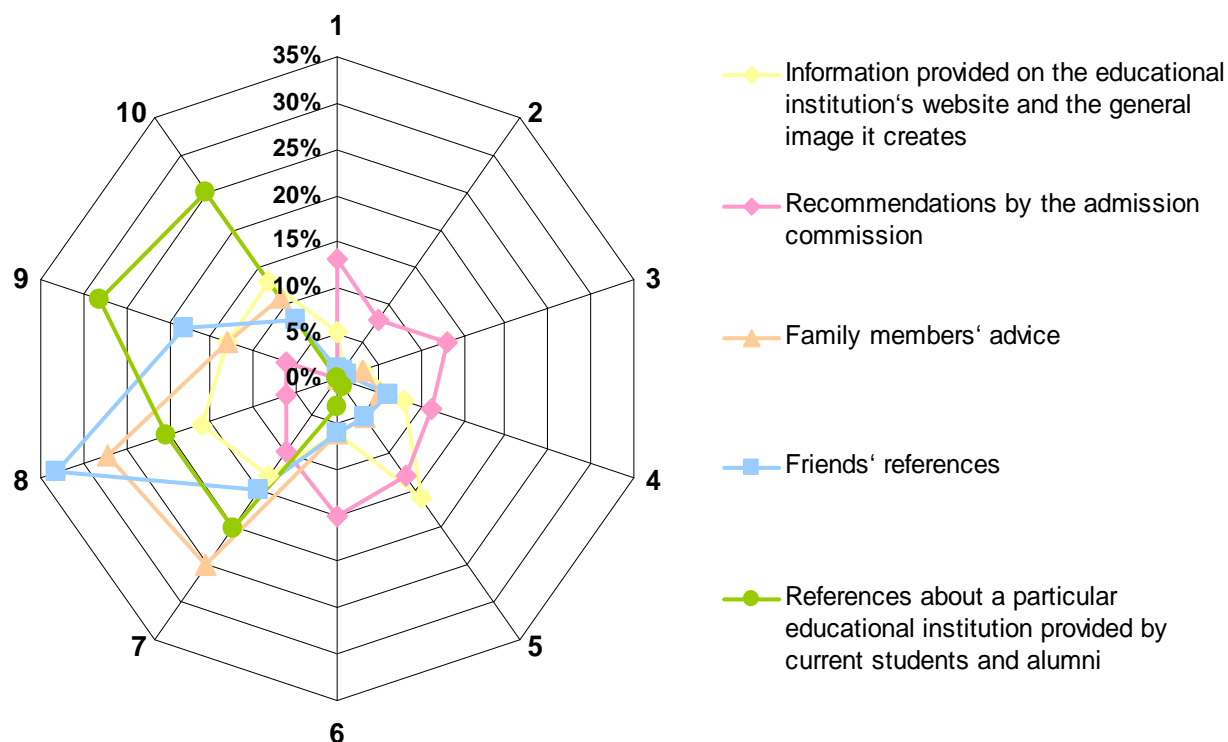 1
35%
30%
25%
20%
15%
10%
5%
0%
2
3
4
5
6
7
8
9
10
Information provided on the educational
institution‘s website and the general
image it creates
Recommendations by the admission
commission
Family members‘ advice
Friends‘ references
References about a particular
educational institution provided by
current students and alumni